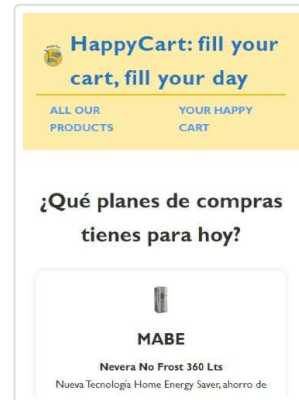 HappyCart: fill your
cart, fill your day
ALL OUR PRODUCTS
YOUR HAPPY CART
¿Qué planes de compras
tienes para hoy?
MABE
Nevera No Frost 360 Lts
Nueva Tecnología Home Energy Saver, ahorro de